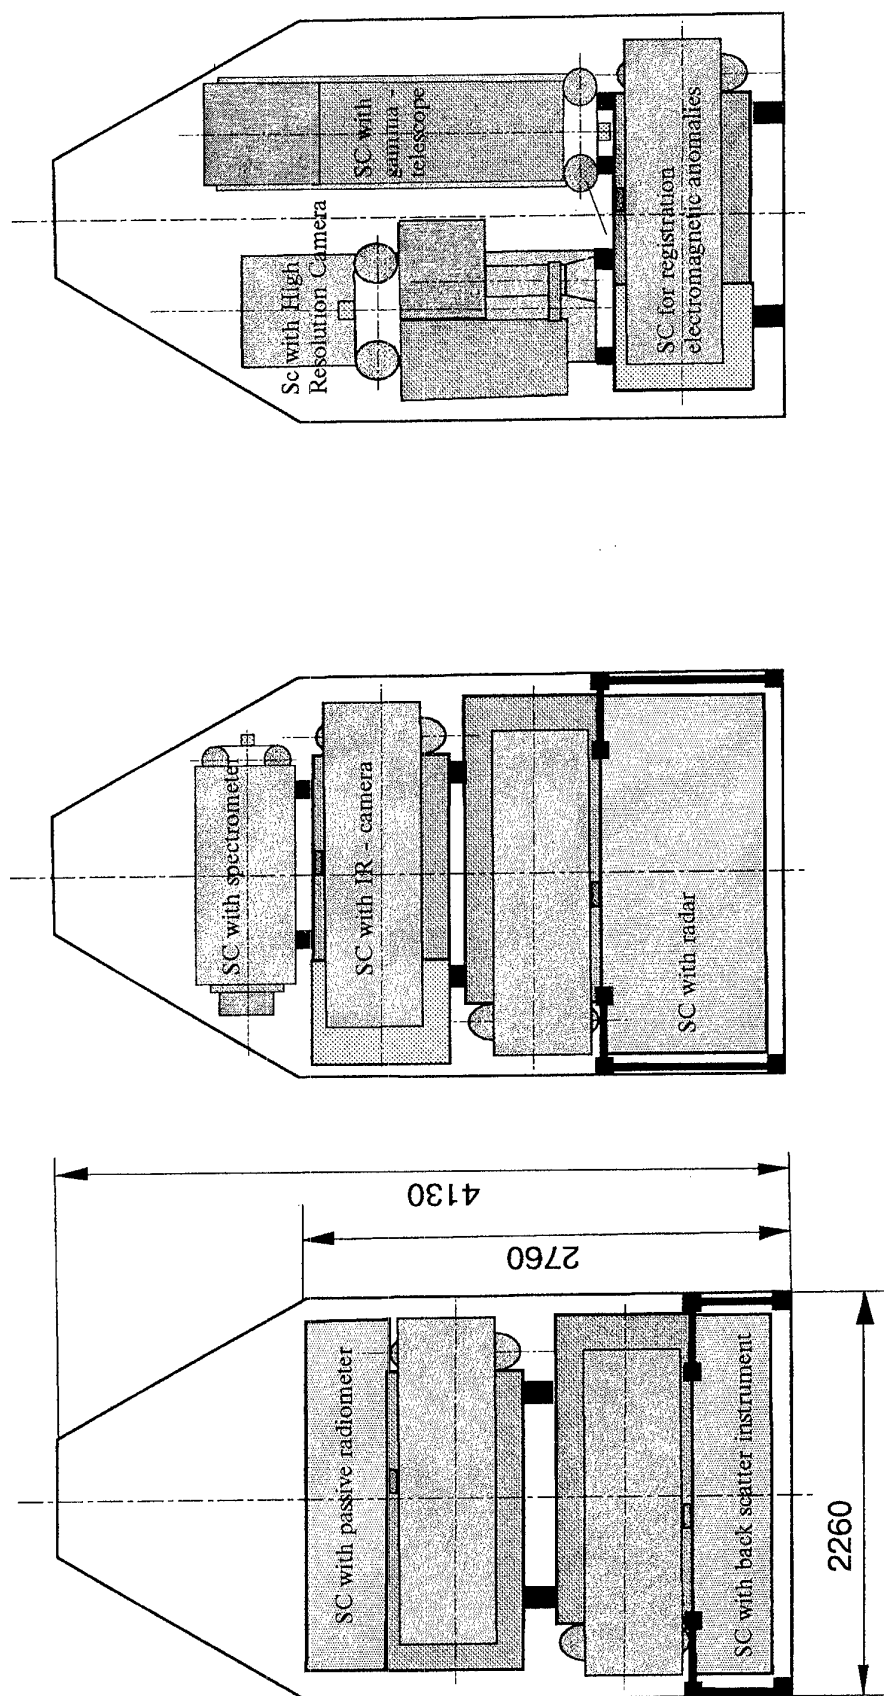 SC with passive radiometer
SC with back scatter instrument
2260
2760
4130
SC with spectrometer
SC with IR - camera
SC with radar
Sc with High
Resolution Camera
SC with
gamma -
telescope
SC for registration
electromagnetic anomalies